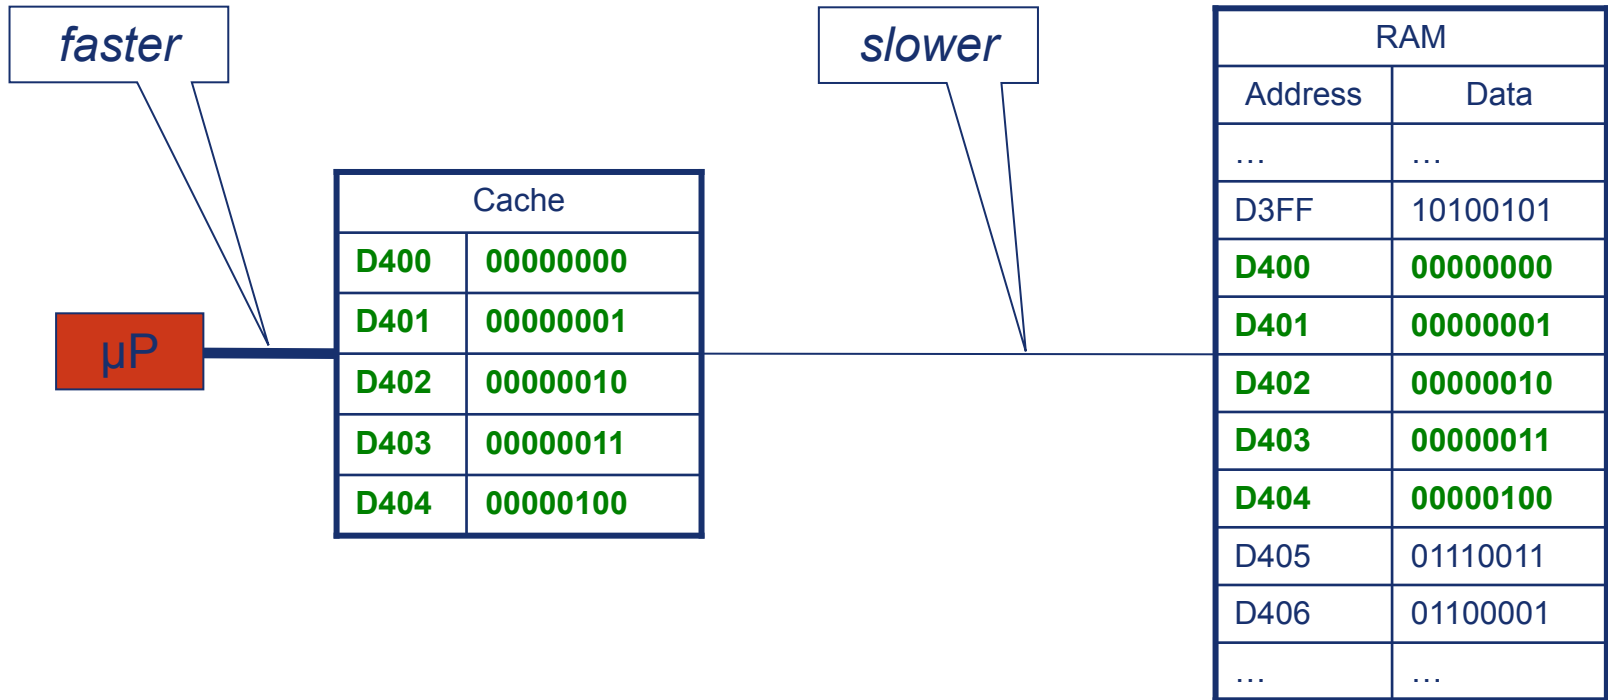 faster
slower
RAM
Address Data
… …
D3FF 10100101
D400 00000000
D401 00000001
D402 00000010
D403 00000011
D404 00000100
D405 01110011
D406 01100001
… …
Cache
D400 00000000
D401 00000001
D402 00000010
D403 00000011
D404 00000100
µP